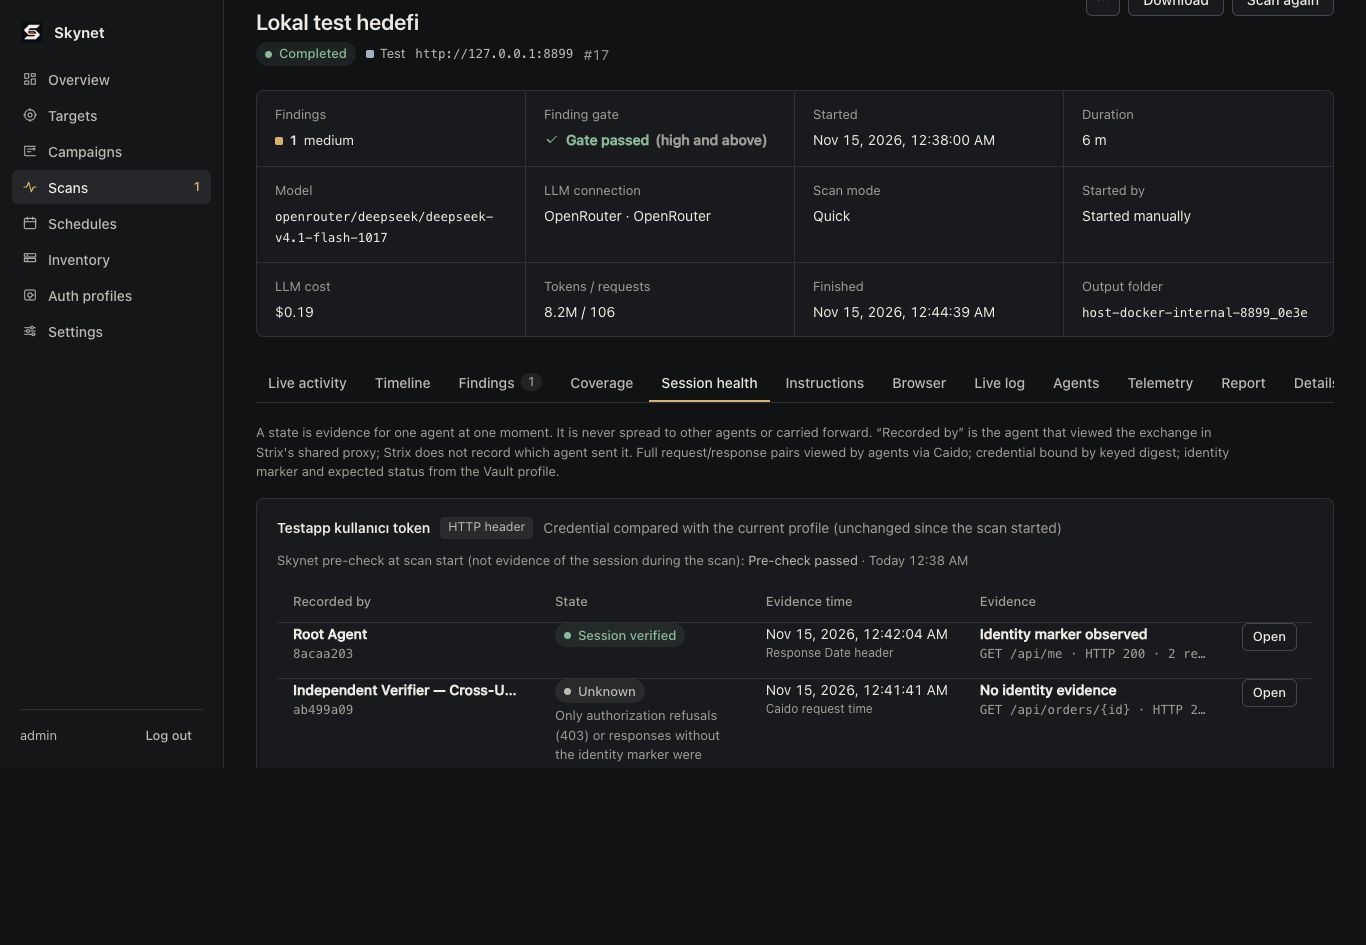 Skynet
Overview
Targets
Campaigns
Scans 1
Schedules
Inventory
Auth profiles
Settings
admin Log out
Lokal test hedefi
Download Scan again
Completed Test http://127.0.0.1:8899 #17
Findings
1 medium
Finding gate
Gate passed (high and above)
Started
Nov 15, 2026, 12:38:00 AM
Duration
6 m
Model
openrouter/deepseek/deepseek-
v4.1-flash-1017
LLM connection
OpenRouter · OpenRouter
Scan mode
Quick
Started by
Started manually
LLM cost
$0.19
Tokens / requests
8.2M / 106
Finished
Nov 15, 2026, 12:44:39 AM
Output folder
host-docker-internal-8899_0e3e
Live activity Timeline Findings 1 Coverage Session health Instructions Browser Live log Agents Telemetry Report Details
A state is evidence for one agent at one moment. It is never spread to other agents or carried forward. “Recorded by” is the agent that viewed the exchange in
Strix's shared proxy; Strix does not record which agent sent it. Full request/response pairs viewed by agents via Caido; credential bound by keyed digest; identity
marker and expected status from the Vault profile.
Testapp kullanıcı token HTTP header Credential compared with the current profile (unchanged since the scan started)
Skynet pre-check at scan start (not evidence of the session during the scan): Pre-check passed · Today 12:38 AM
Recorded by State Evidence time Evidence
Root Agent Session verified Nov 15, 2026, 12:42:04 AM Identity marker observed Open
8acaa203 Response Date header GET /api/me · HTTP 200 · 2 re…
Independent Verifier — Cross-U... Unknown Nov 15, 2026, 12:41:41 AM No identity evidence Open
ab499a09 Caido request time GET /api/orders/{id} · HTTP 2…
Only authorization refusals
(403) or responses without
the identity marker were